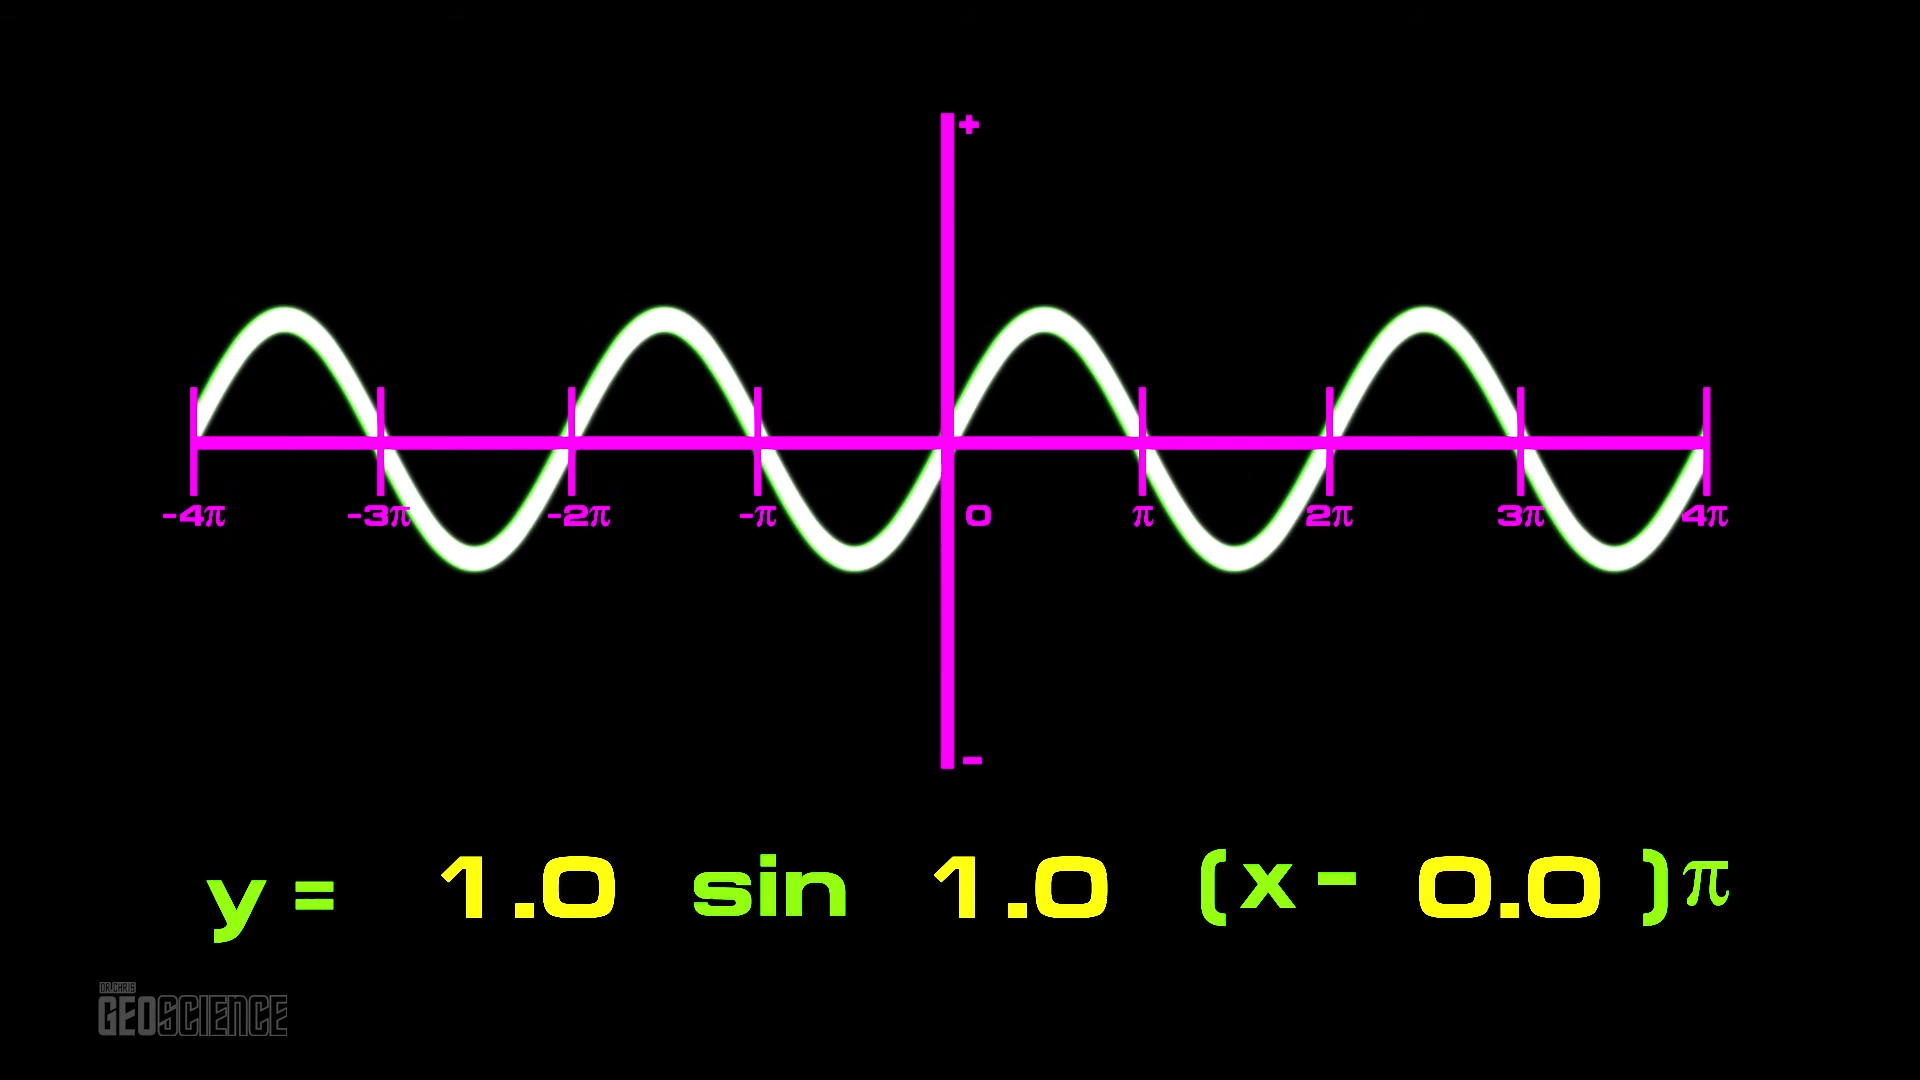 +
-4π -3π -2π -π 0 π 2π 3π 4π
-
y = 1.0 sin 1.0 (x - 0.0 )π
DR.CHRIS
GEOSCIENCE